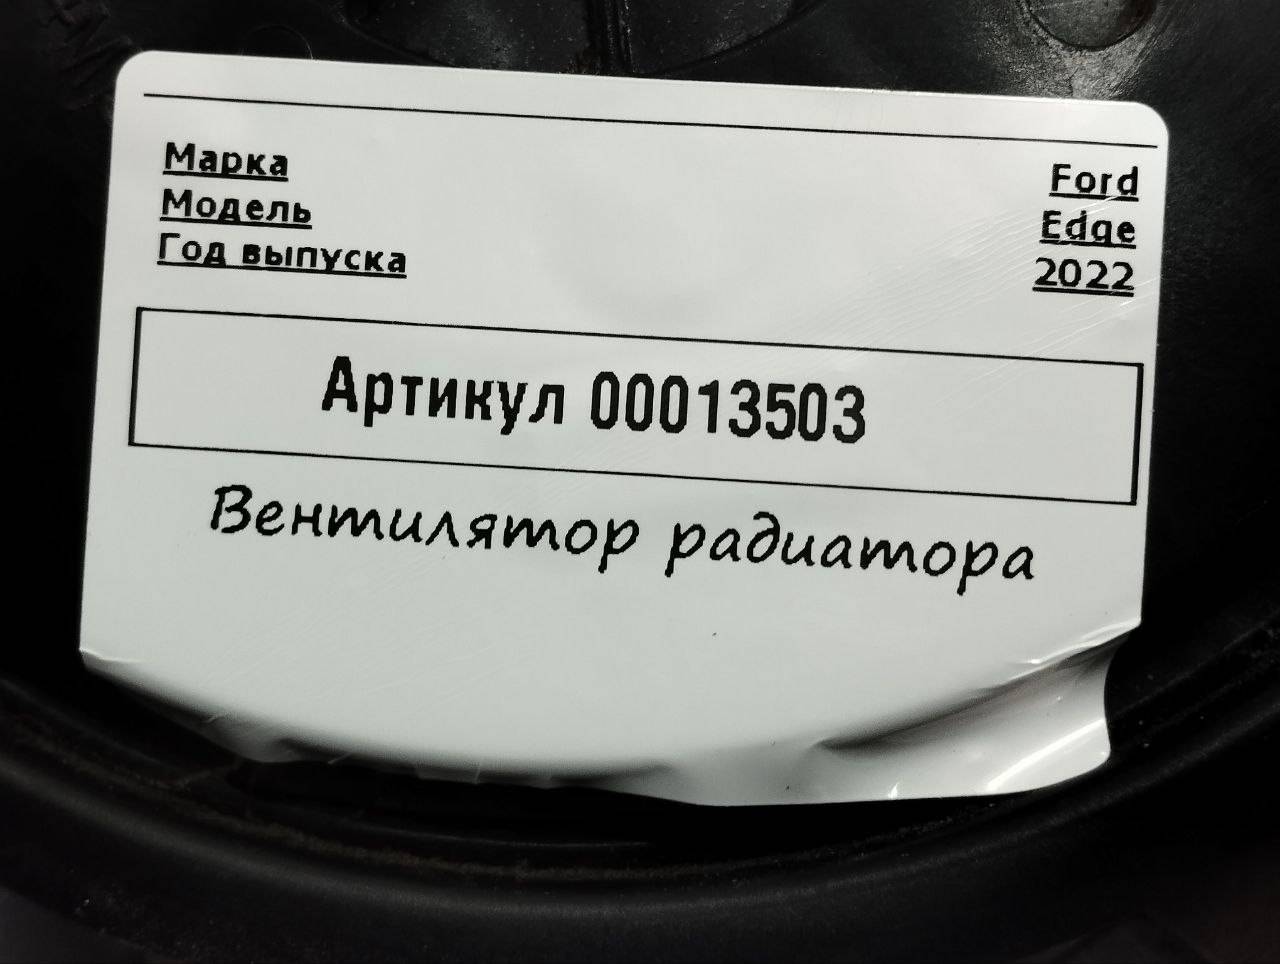 Марка Ford
Модель Edge
Год выпуска 2022
Артикул 00013503
Вентилятор радиатора